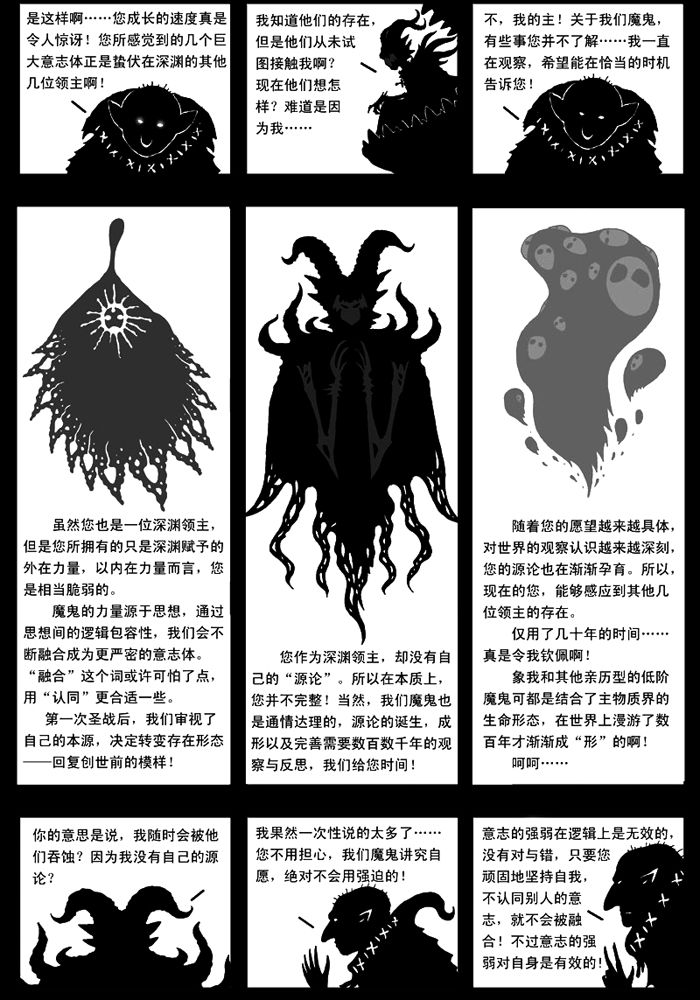 是这样啊……您成长的速度真是
令人惊讶！您所感觉到的几个巨
大意志体正是蛰伏在深渊的其他
几位领主啊！
我知道他们的存在，
但是他们从未试
图接触我啊？
现在他们想怎
样？难道是因
为我……
不，我的主！关于我们魔鬼，
有些事您并不了解……我一直
在观察，希望能在恰当的时机
告诉您！
虽然您也是一位深渊领主，
但是您所拥有的只是深渊赋予的
外在力量，以内在力量而言，您
是相当脆弱的。
魔鬼的力量源于思想，通过
思想间的逻辑包容性，我们会不
断融合成为更严密的意志体。
“融合”这个词或许可怕了点，
用“认同”更合适一些。
第一次圣战后，我们审视了
自己的本源，决定转变存在形态
——回复创世前的模样！
您作为深渊领主，却没有自
己的“源论”。所以在本质上，
您并不完整！当然，我们魔鬼也
是通情达理的，源论的诞生，成
形以及完善需要数百数千年的观
察与反思，我们给您时间！
随着您的愿望越来越具体，
对世界的观察认识越来越深刻，
您的源论也在渐渐孕育。所以，
现在的您，能够感应到其他几
位领主的存在。
仅用了几十年的时间……
真是令我钦佩啊！
象我和其他亲历型的低阶
魔鬼可都是结合了主物质界的
生命形态，在世界上漫游了数
百年才渐渐成“形”的啊！
呵呵……
你的意思是说，我随时会被他
们吞蚀？因为我没有自己的源
论？
我果然一次性说的太多了……
您不用担心，我们魔鬼讲究自
愿，绝对不会用强迫的！
意志的强弱在逻辑上是无效的，
没有对与错，只要您
顽固地坚持自我，
不认同别人的意
志，就不会被融
合！不过意志的强
弱对自身是有效的！